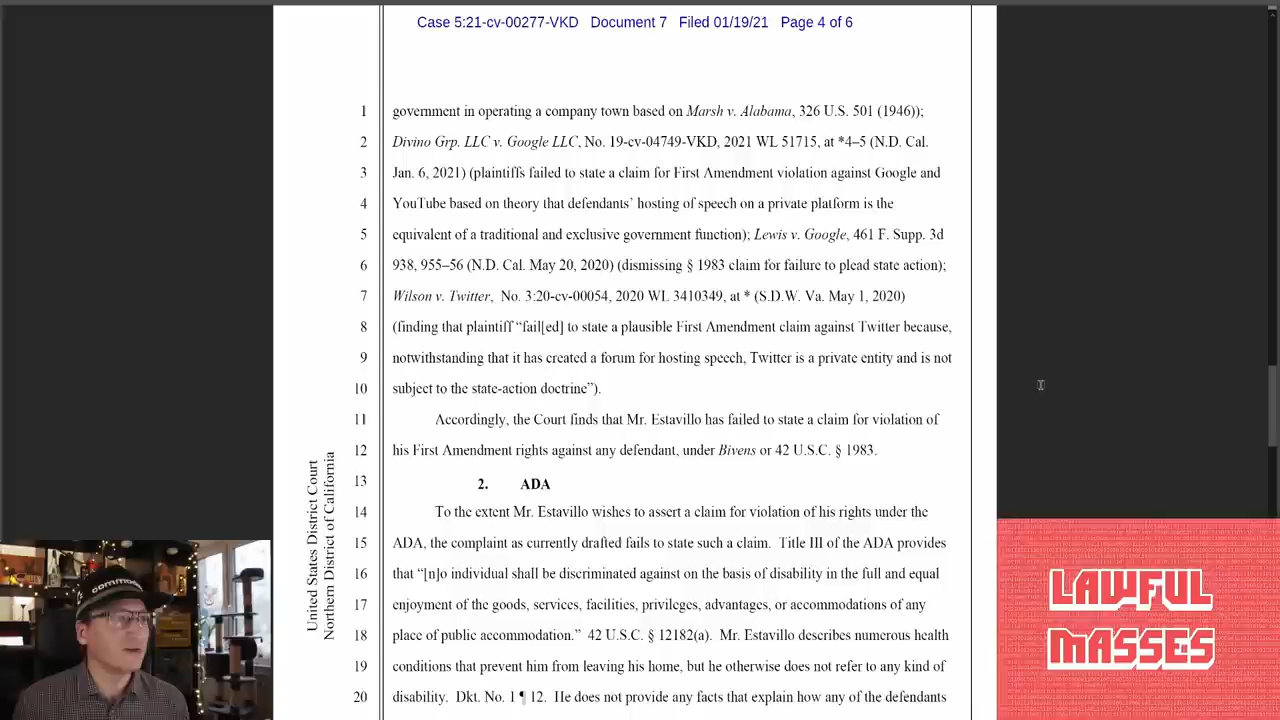 Case 5:21-cv-00277-VKD Document 7 Filed 01/19/21 Page 4 of 6
1 government in operating a company town based on Marsh v. Alabama, 326 U.S. 501 (1946));
2 Divino Grp. LLC v. Google LLC, No. 19-cv-04749-VKD, 2021 WL 51715, at *4–5 (N.D. Cal.
3 Jan. 6, 2021) (plaintiffs failed to state a claim for First Amendment violation against Google and
4 YouTube based on theory that defendants’ hosting of speech on a private platform is the
5 equivalent of a traditional and exclusive government function); Lewis v. Google, 461 F. Supp. 3d
6 938, 955–56 (N.D. Cal. May 20, 2020) (dismissing § 1983 claim for failure to plead state action);
7 Wilson v. Twitter, No. 3:20-cv-00054, 2020 WL 3410349, at * (S.D.W. Va. May 1, 2020)
8 (finding that plaintiff “fail[ed] to state a plausible First Amendment claim against Twitter because,
9 notwithstanding that it has created a forum for hosting speech, Twitter is a private entity and is not
10 subject to the state-action doctrine”).
11 Accordingly, the Court finds that Mr. Estavillo has failed to state a claim for violation of
12 his First Amendment rights against any defendant, under Bivens or 42 U.S.C. § 1983.
13 2. ADA
14 To the extent Mr. Estavillo wishes to assert a claim for violation of his rights under the
15 ADA, the complaint as currently drafted fails to state such a claim. Title III of the ADA provides
16 that “[n]o individual shall be discriminated against on the basis of disability in the full and equal
17 enjoyment of the goods, services, facilities, privileges, advantages, or accommodations of any
18 place of public accommodation.” 42 U.S.C. § 12182(a). Mr. Estavillo describes numerous health
19 conditions that prevent him from leaving his home, but he otherwise does not refer to any kind of
20 disability. Dkt. No. 1 ¶ 12. He does not provide any facts that explain how any of the defendants
United States District Court
Northern District of California
LAWFUL
MASSES